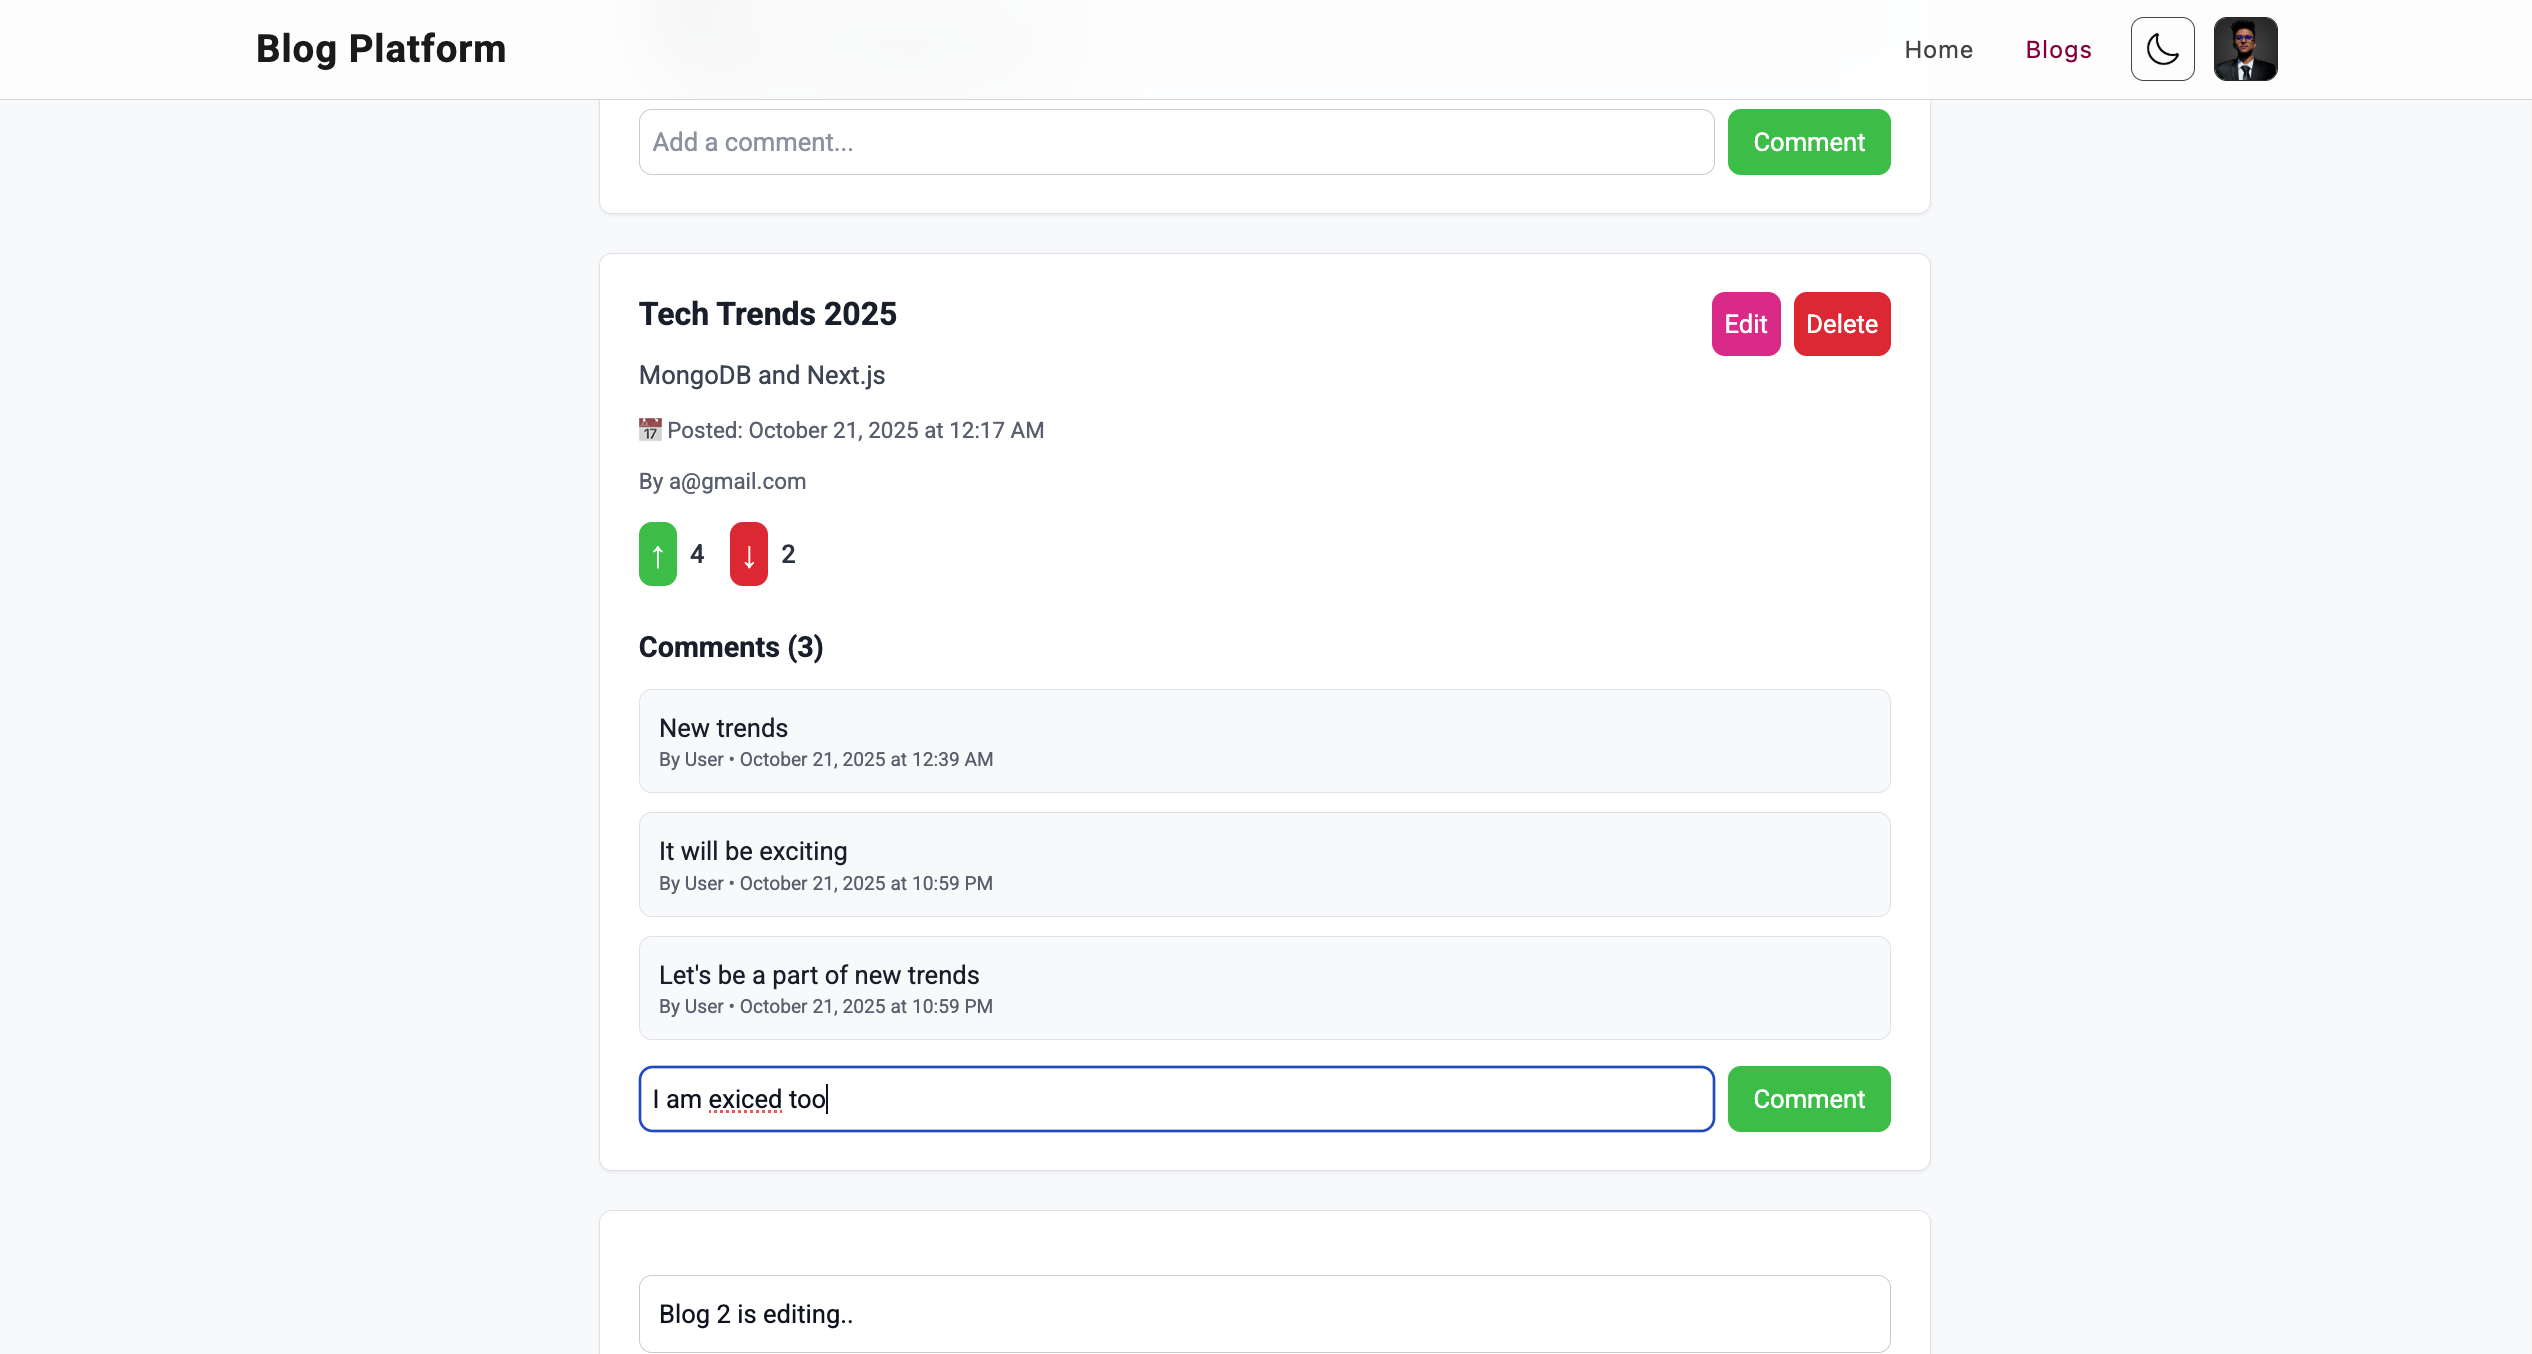 Blog Platform
Home
Blogs
Add a comment...
Comment
Tech Trends 2025
Edit
Delete
MongoDB and Next.js
📅 Posted: October 21, 2025 at 12:17 AM
By a@gmail.com
↑ 4 ↓ 2
Comments (3)
New trends
By User • October 21, 2025 at 12:39 AM
It will be exciting
By User • October 21, 2025 at 10:59 PM
Let's be a part of new trends
By User • October 21, 2025 at 10:59 PM
I am exiced too
Comment
Blog 2 is editing..